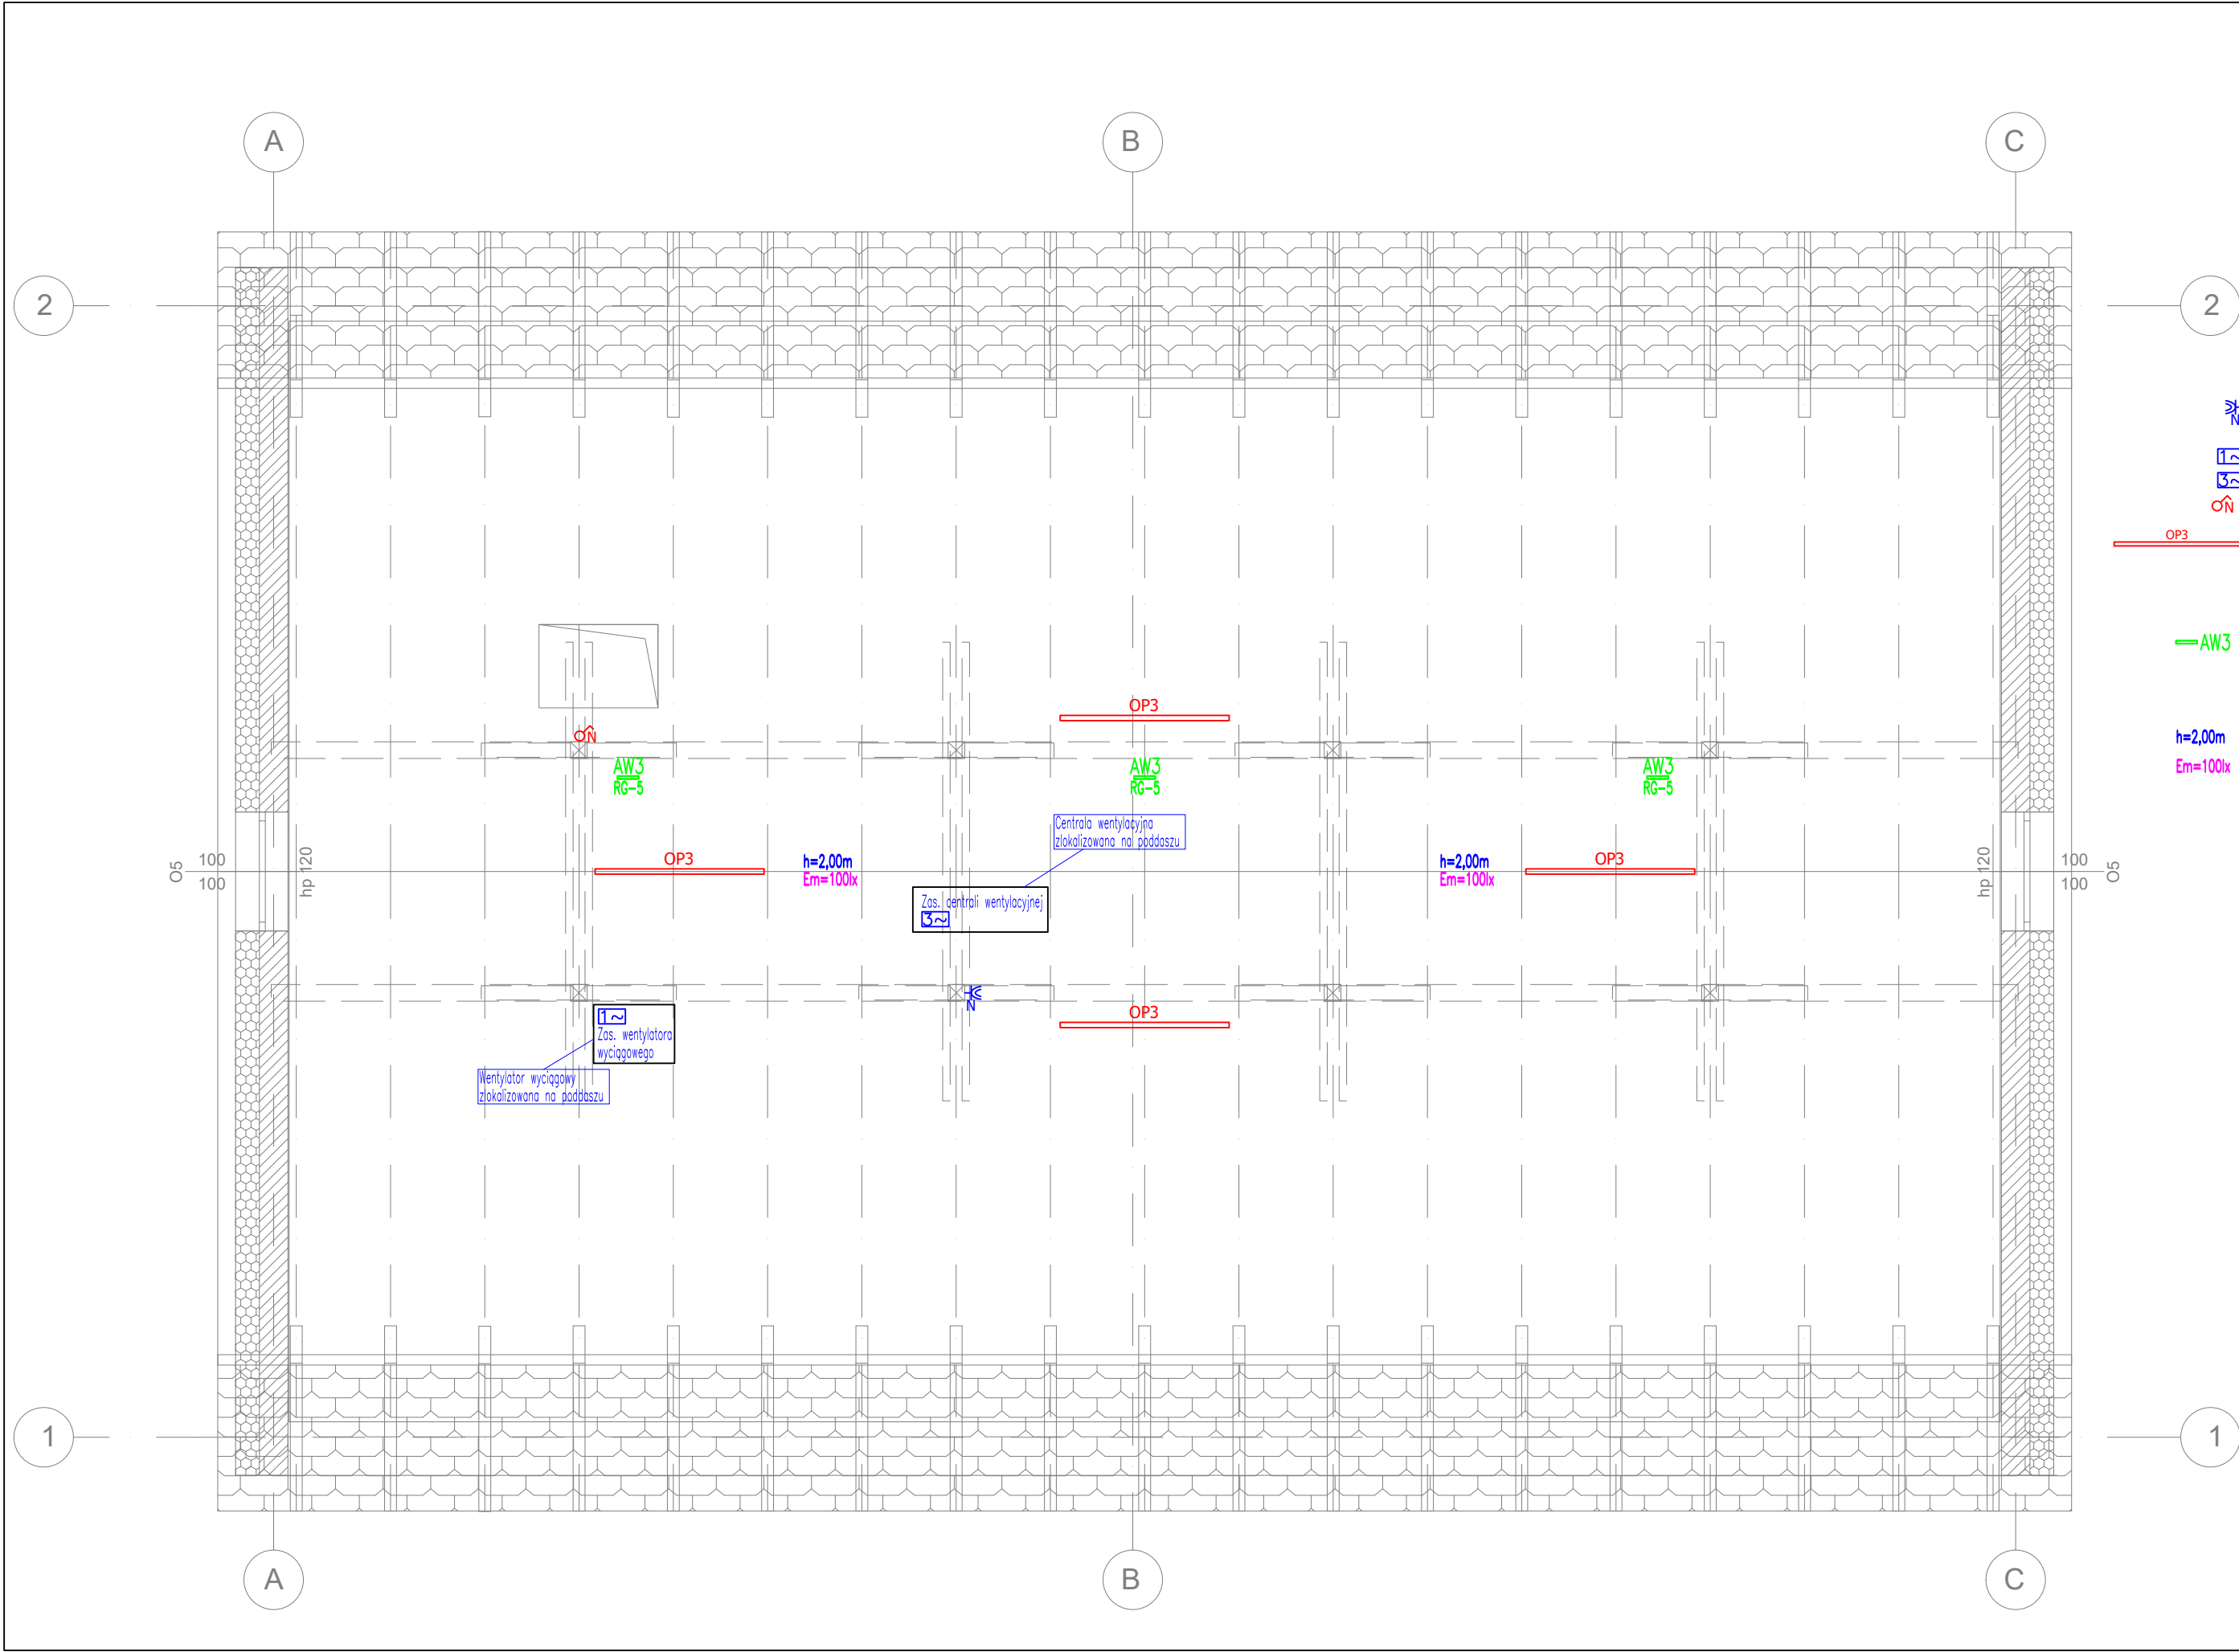 A
B
C
2
2
N
1~
3~
N
OP3
OP3
AW3
N
AW3
RG-5
AW3
RG-5
AW3
RG-5
h=2,00m
Em=100lx
Centrala wentylacyjna
zlokalizowana na poddaszu
O5
100
100
hp 120
OP3
h=2,00m
Em=100lx
h=2,00m
Em=100lx
OP3
hp 120
100
100
O5
Zas. centrali wentylacyjnej
3~
N
OP3
1~
Zas. wentylatora
wyciągowego
Wentylator wyciągowy
zlokalizowana na poddaszu
1
1
A
B
C